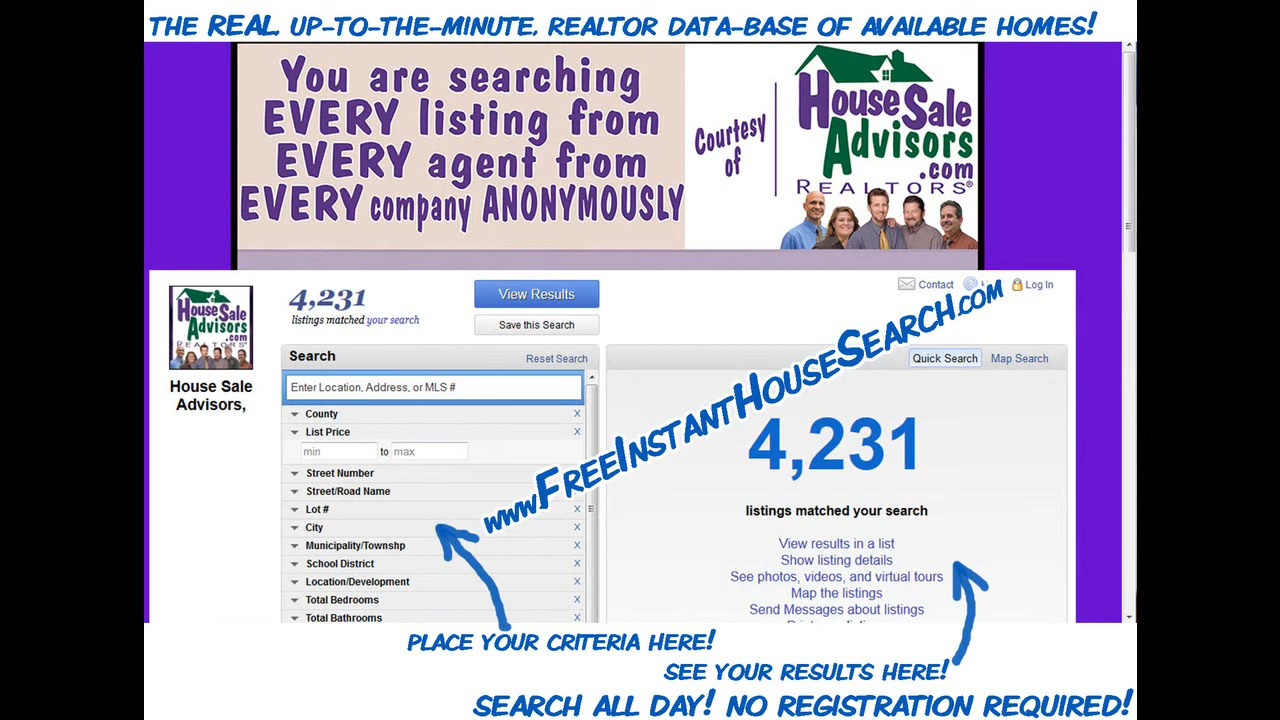 THE REAL, UP-TO-THE-MINUTE, REALTOR DATA-BASE OF AVAILABLE HOMES!
You are searching
EVERY listing from
EVERY agent from
EVERY company ANONYMOUSLY
Courtesy
of
House Sale
Advisors
.com
REALTORS®
4,231
listings matched your search
View Results
Save this Search
Contact
Log In
House Sale
Advisors
.com
House Sale
Advisors,
Search
Reset Search
Enter Location, Address, or MLS #
County X
List Price X
min to max
Street Number
Street/Road Name
Lot # X
City X
Municipality/Townshp X
School District X
Location/Development X
Total Bedrooms X
Total Bathrooms X
www.FreeInstantHouseSearch.com
Quick Search
Map Search
4,231
listings matched your search
View results in a list
Show listing details
See photos, videos, and virtual tours
Map the listings
Send Messages about listings
PLACE YOUR CRITERIA HERE!
SEE YOUR RESULTS HERE!
SEARCH ALL DAY! NO REGISTRATION REQUIRED!